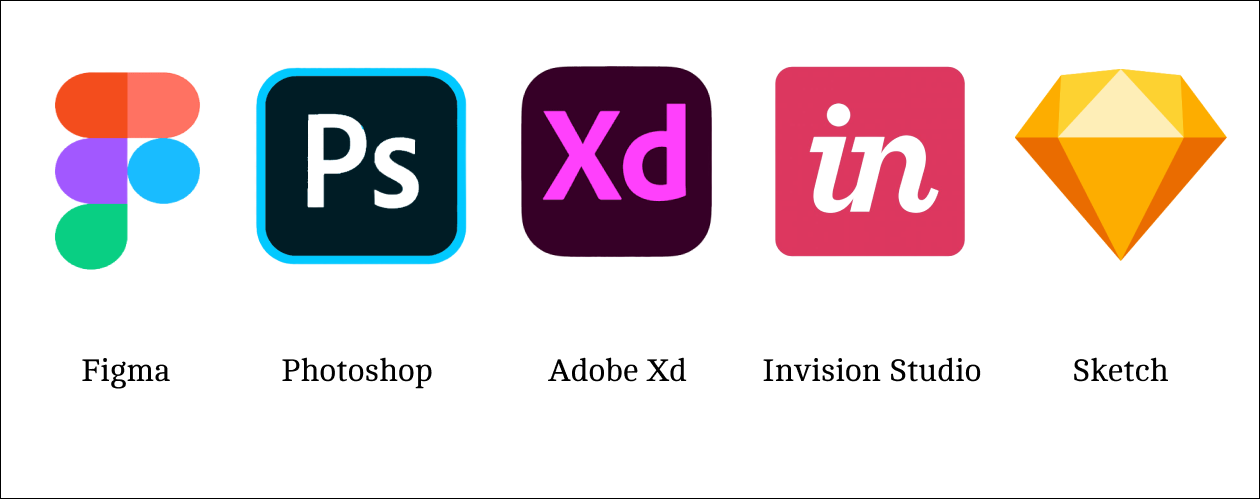 Ps
Xd
in
Figma
Photoshop
Adobe Xd
Invision Studio
Sketch